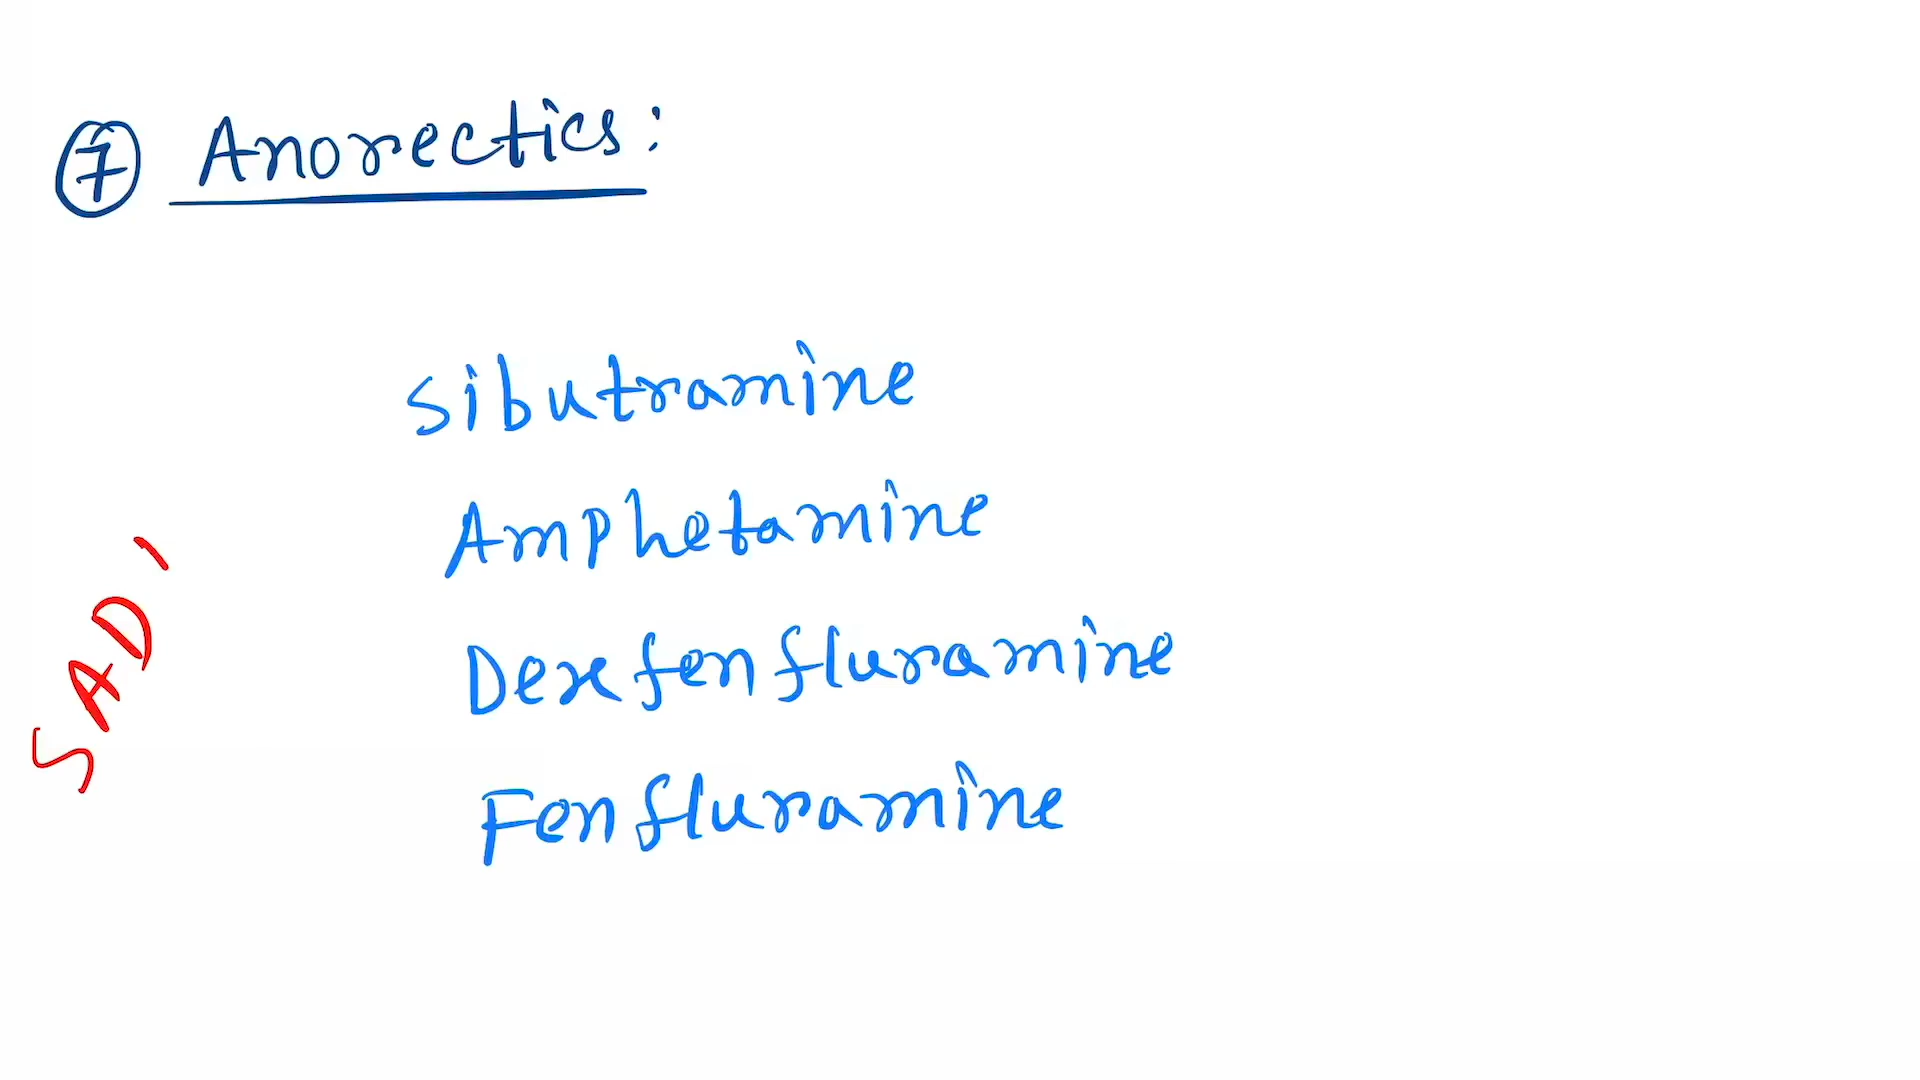 7 Anorectics:
Sibutramine
Amphetamine
Dexfenfluramine
Fenfluramine
SAD